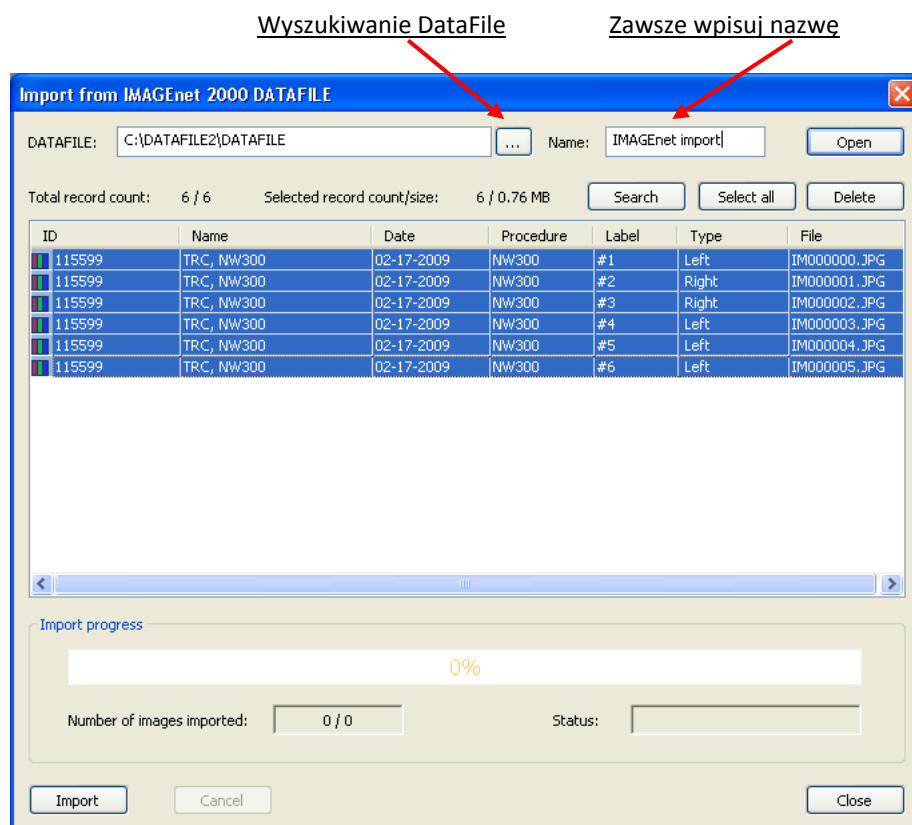 Wyszukiwanie DataFile Zawsze wpisuj nazwę
Import from IMAGEnet 2000 DATAFILE
DATAFILE: C:\DATAFILE2\DATAFILE ... Name: IMAGEnet import Open
Total record count: 6 / 6 Selected record count/size: 6 / 0.76 MB Search Select all Delete
ID Name Date Procedure Label Type File
115599 TRC, NW300 02-17-2009 NW300 #1 Left IM000000.JPG
115599 TRC, NW300 02-17-2009 NW300 #2 Right IM000001.JPG
115599 TRC, NW300 02-17-2009 NW300 #3 Right IM000002.JPG
115599 TRC, NW300 02-17-2009 NW300 #4 Left IM000003.JPG
115599 TRC, NW300 02-17-2009 NW300 #5 Left IM000004.JPG
115599 TRC, NW300 02-17-2009 NW300 #6 Left IM000005.JPG
Import progress
0%
Number of images imported: 0 / 0 Status:
Import Cancel Close